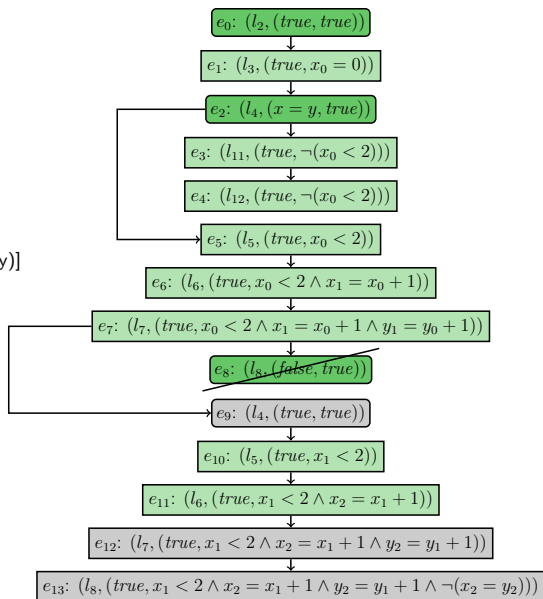 e₀: (l₂, (true, true))
e₁: (l₃, (true, x₀ = 0))
e₂: (l₄, (x = y, true))
e₃: (l₁₁, (true, ¬(x₀ < 2)))
e₄: (l₁₂, (true, ¬(x₀ < 2)))
e₅: (l₅, (true, x₀ < 2))
y)]
e₆: (l₆, (true, x₀ < 2 ∧ x₁ = x₀ + 1))
e₇: (l₇, (true, x₀ < 2 ∧ x₁ = x₀ + 1 ∧ y₁ = y₀ + 1))
e₈: (l₈, (false, true))
e₉: (l₄, (true, true))
e₁₀: (l₅, (true, x₁ < 2))
e₁₁: (l₆, (true, x₁ < 2 ∧ x₂ = x₁ + 1))
e₁₂: (l₇, (true, x₁ < 2 ∧ x₂ = x₁ + 1 ∧ y₂ = y₁ + 1))
e₁₃: (l₈, (true, x₁ < 2 ∧ x₂ = x₁ + 1 ∧ y₂ = y₁ + 1 ∧ ¬(x₂ = y₂)))